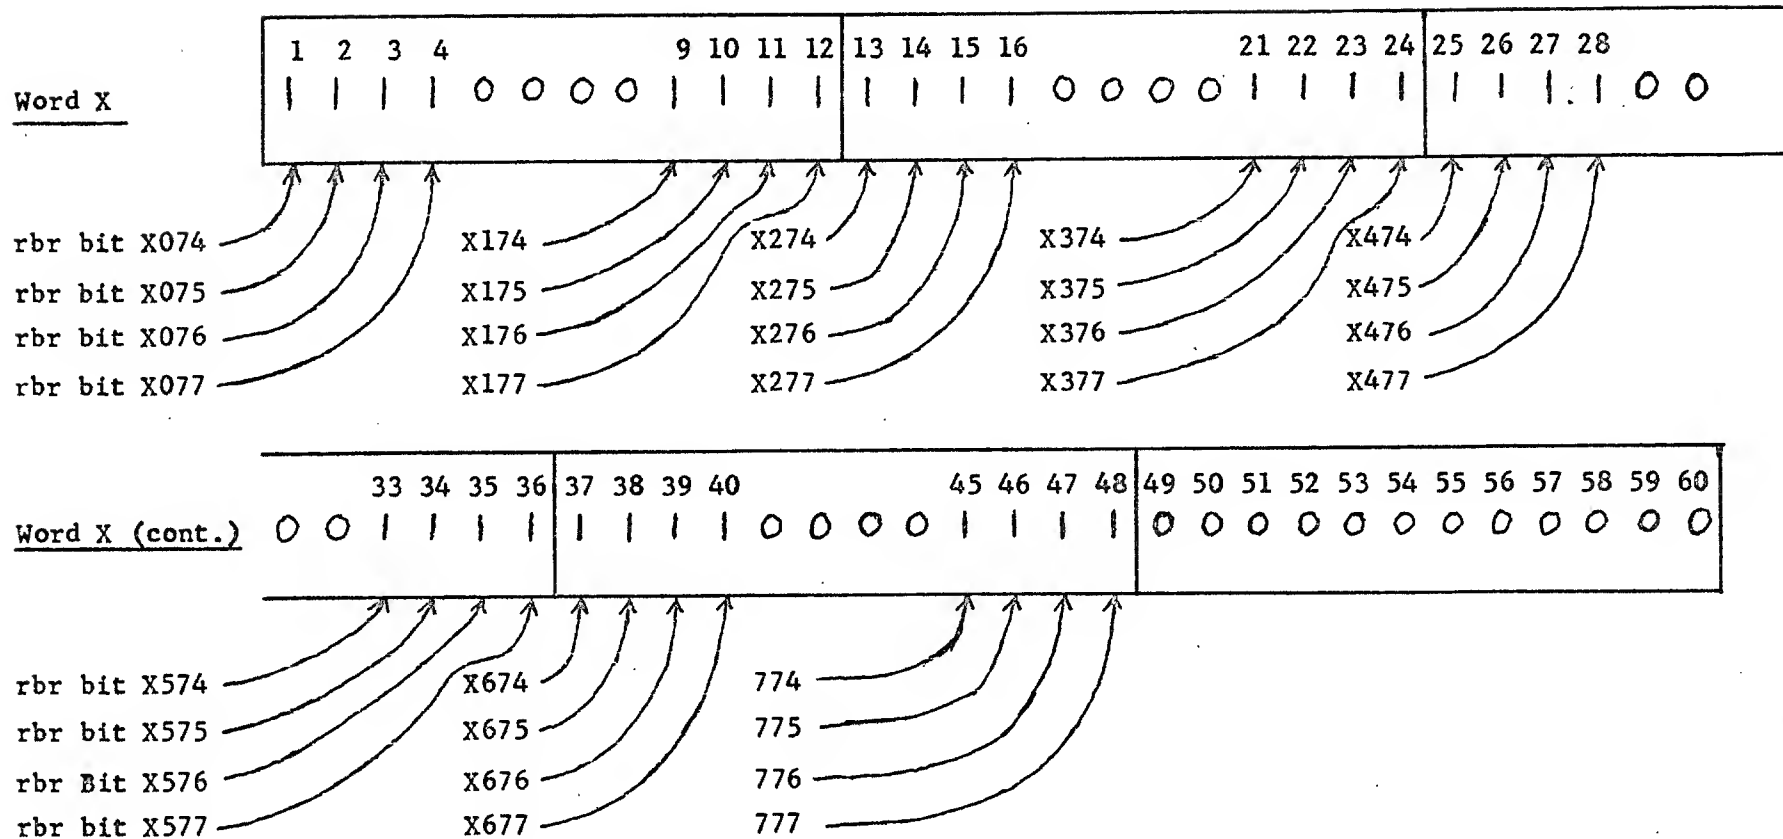 1 2 3 4 9 10 11 12 13 14 15 16 21 22 23 24 25 26 27 28
Word X | | | | 0 0 0 0 | | | | | | | | 0 0 0 0 | | | | | | | | 0 0
rbr bit X074 X174 X274 X374 X474
rbr bit X075 X175 X275 X375 X475
rbr bit X076 X176 X276 X376 X476
rbr bit X077 X177 X277 X377 X477
33 34 35 36 37 38 39 40 45 46 47 48 49 50 51 52 53 54 55 56 57 58 59 60
Word X (cont.) 0 0 | | | | | | | | 0 0 0 0 | | | | 0 0 0 0 0 0 0 0 0 0 0 0
rbr bit X574 X674 774
rbr bit X575 X675 775
rbr Bit X576 X676 776
rbr bit X577 X677 777